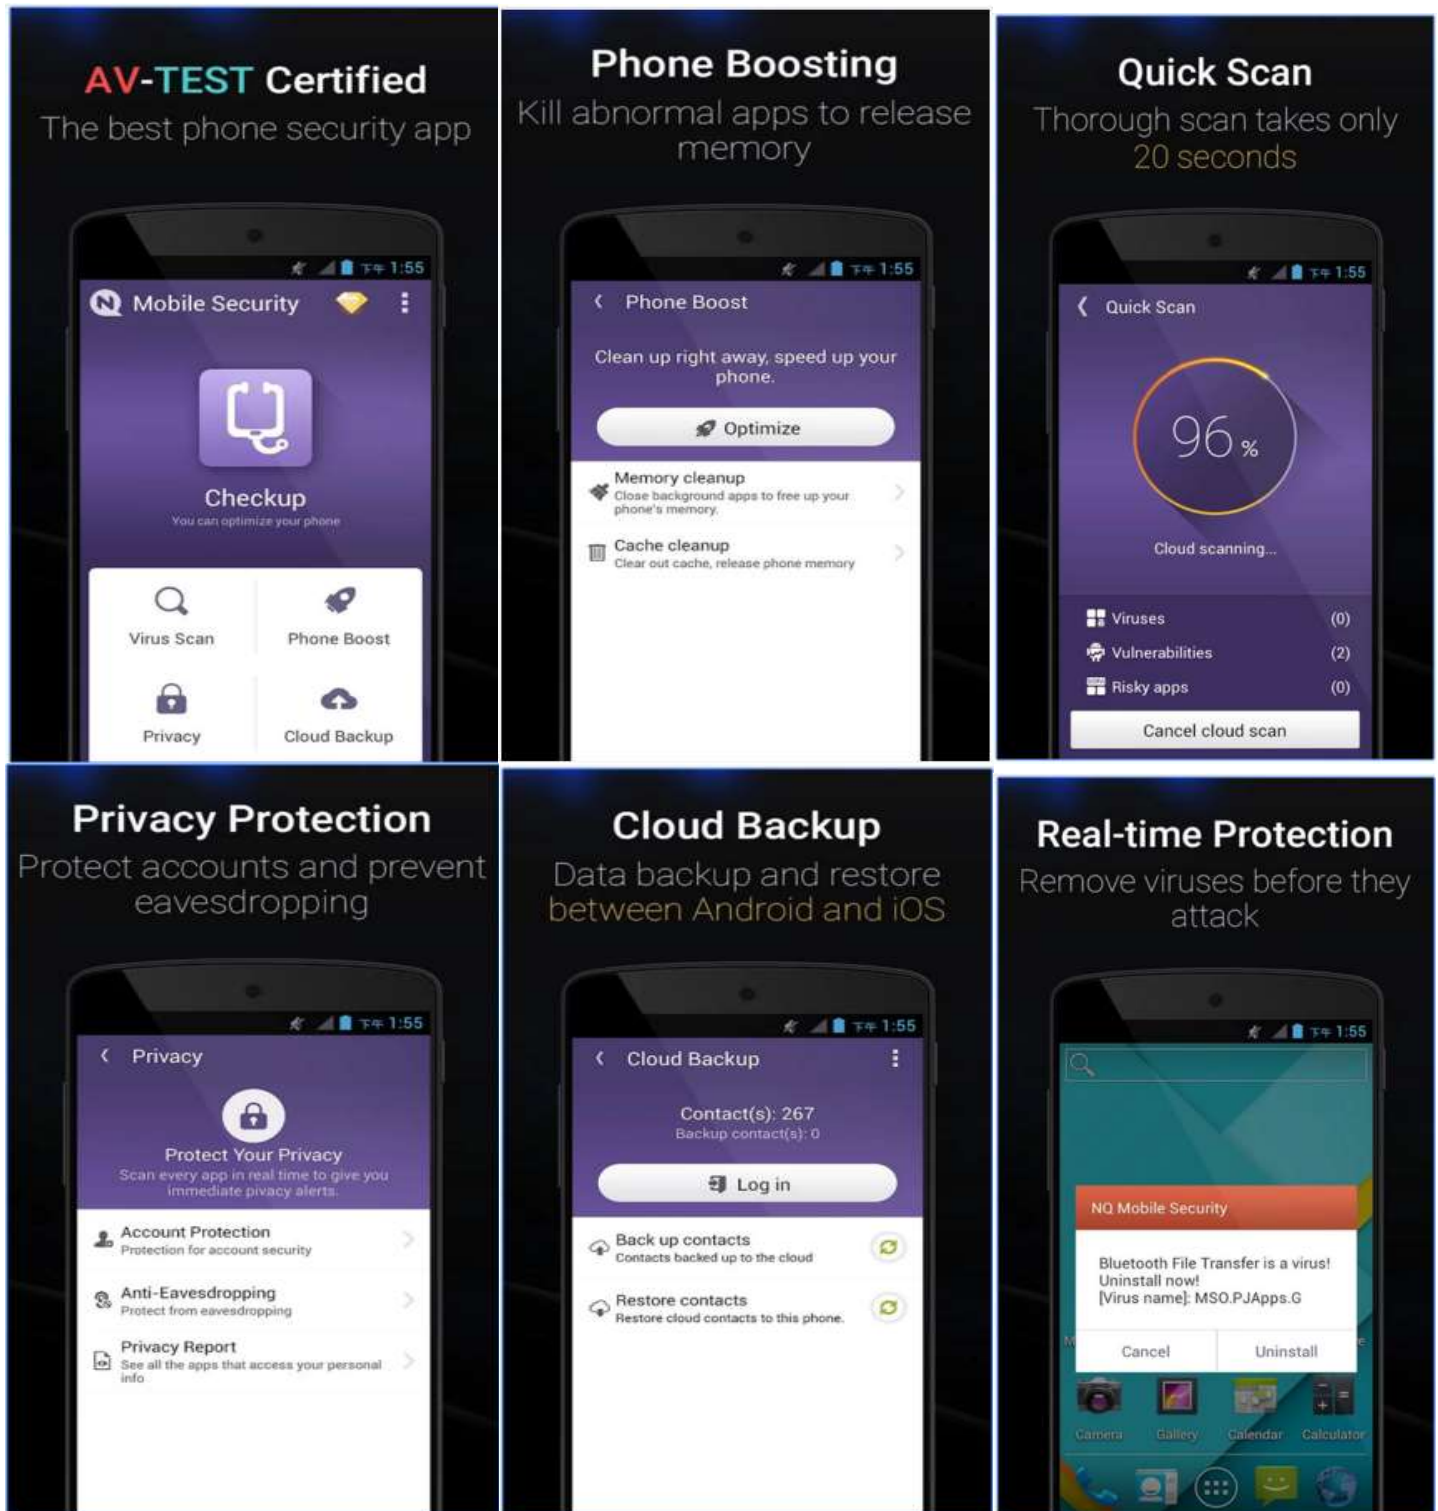 AV-TEST Certified
The best phone security app
下午 1:55
Mobile Security
Checkup
You can optimize your phone
Virus Scan
Phone Boost
Privacy
Cloud Backup
Phone Boosting
Kill abnormal apps to release
memory
下午 1:55
Phone Boost
Clean up right away, speed up your
phone.
Optimize
Memory cleanup
Close background apps to free up your
phone's memory.
Cache cleanup
Clear out cache, release phone memory
Quick Scan
Thorough scan takes only
20 seconds
下午 1:55
Quick Scan
96 %
Cloud scanning...
Viruses (0)
Vulnerabilities (2)
Risky apps (0)
Cancel cloud scan
Privacy Protection
Protect accounts and prevent
eavesdropping
下午 1:55
Privacy
Protect Your Privacy
Scan every app in real time to give you
immediate pivacy alerts.
Account Protection
Protection for account security
Anti-Eavesdropping
Protect from eavesdropping
Privacy Report
See all the apps that access your personal
info
Cloud Backup
Data backup and restore
between Android and iOS
下午 1:55
Cloud Backup
Contact(s): 267
Backup contact(s): 0
Log in
Back up contacts
Contacts backed up to the cloud
Restore contacts
Restore cloud contacts to this phone.
Real-time Protection
Remove viruses before they
attack
下午 1:55
NQ Mobile Security
Bluetooth File Transfer is a virus!
Uninstall now!
[Virus name]: MSO.PJApps.G
Cancel
Uninstall
Camera
Gallery
Calendar
Calculator